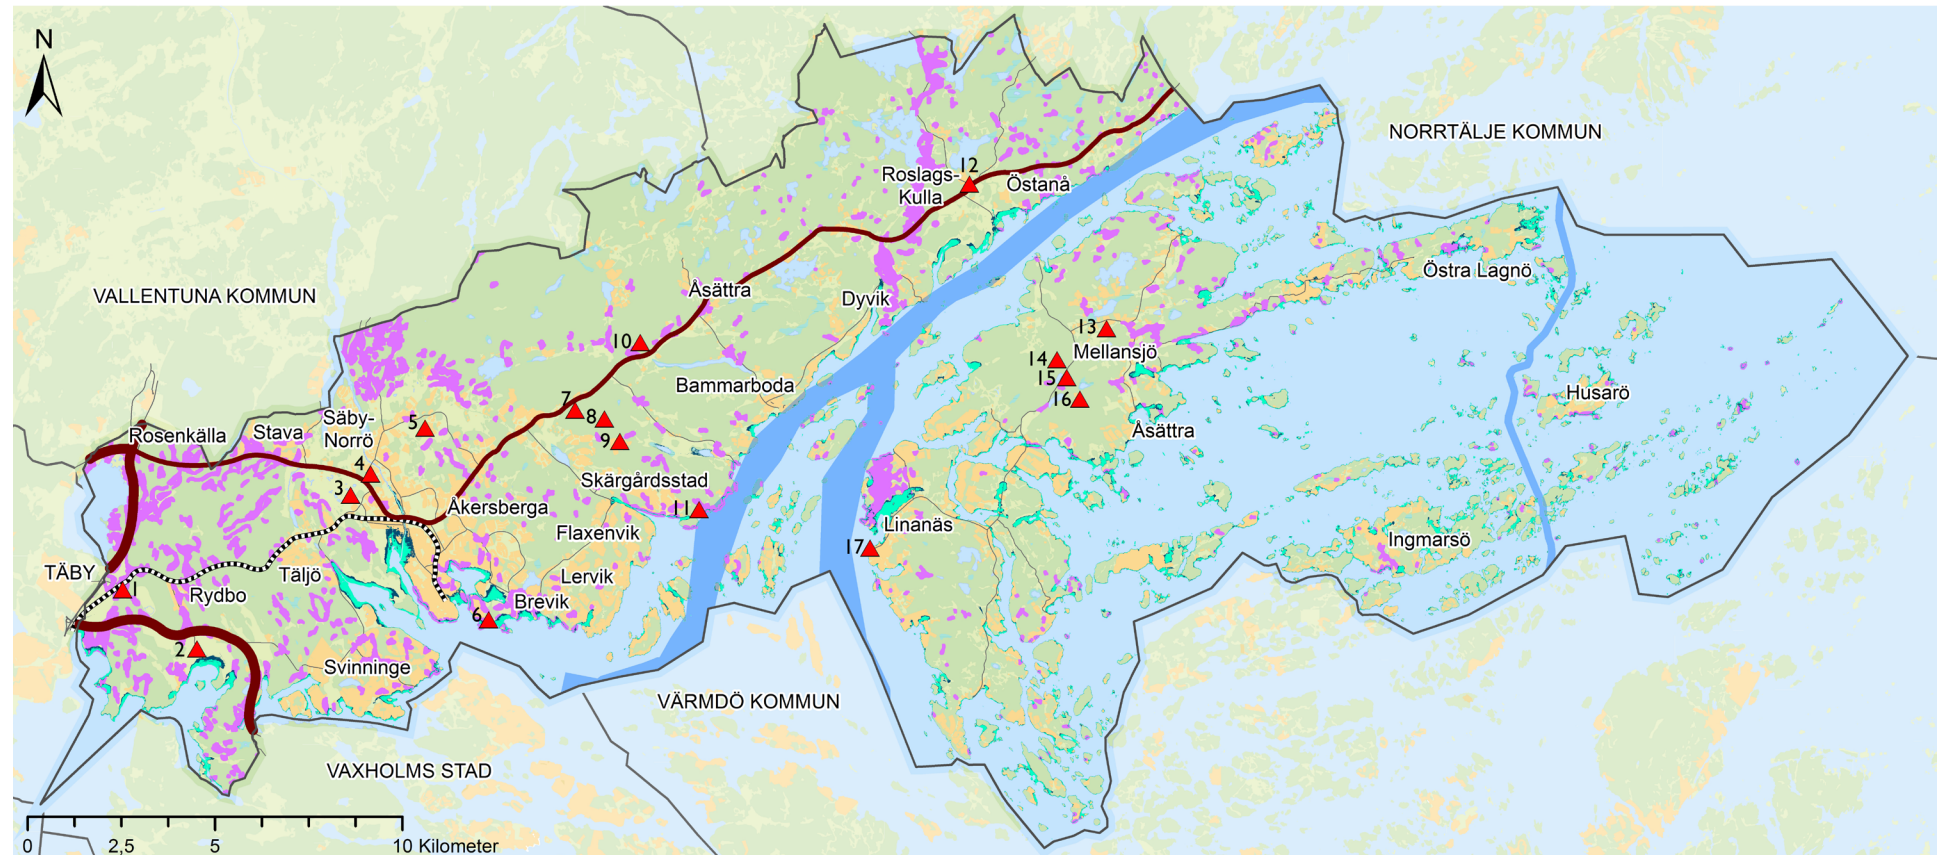 N
NORRTÄLJE KOMMUN
12
Roslags-
Kulla
Östanå
Östra Lagnö
VALLENTUNA KOMMUN
Åsättra
Dyvik
13
10
Mellansjö
14
15
16
Bammarboda
Husarö
7
8
9
Säby-
Norrö
5
Rosenkälla
Stava
Åsättra
4
3
Skärgårdsstad
11
Åkersberga
Flaxenvik
Linanäs
17
Ingmarsö
TÄBY
1
Rydbo
Täljö
Lervik
Brevik
6
2
Svinninge
VÄRMDÖ KOMMUN
VAXHOLMS STAD
0
2,5
5
10 Kilometer